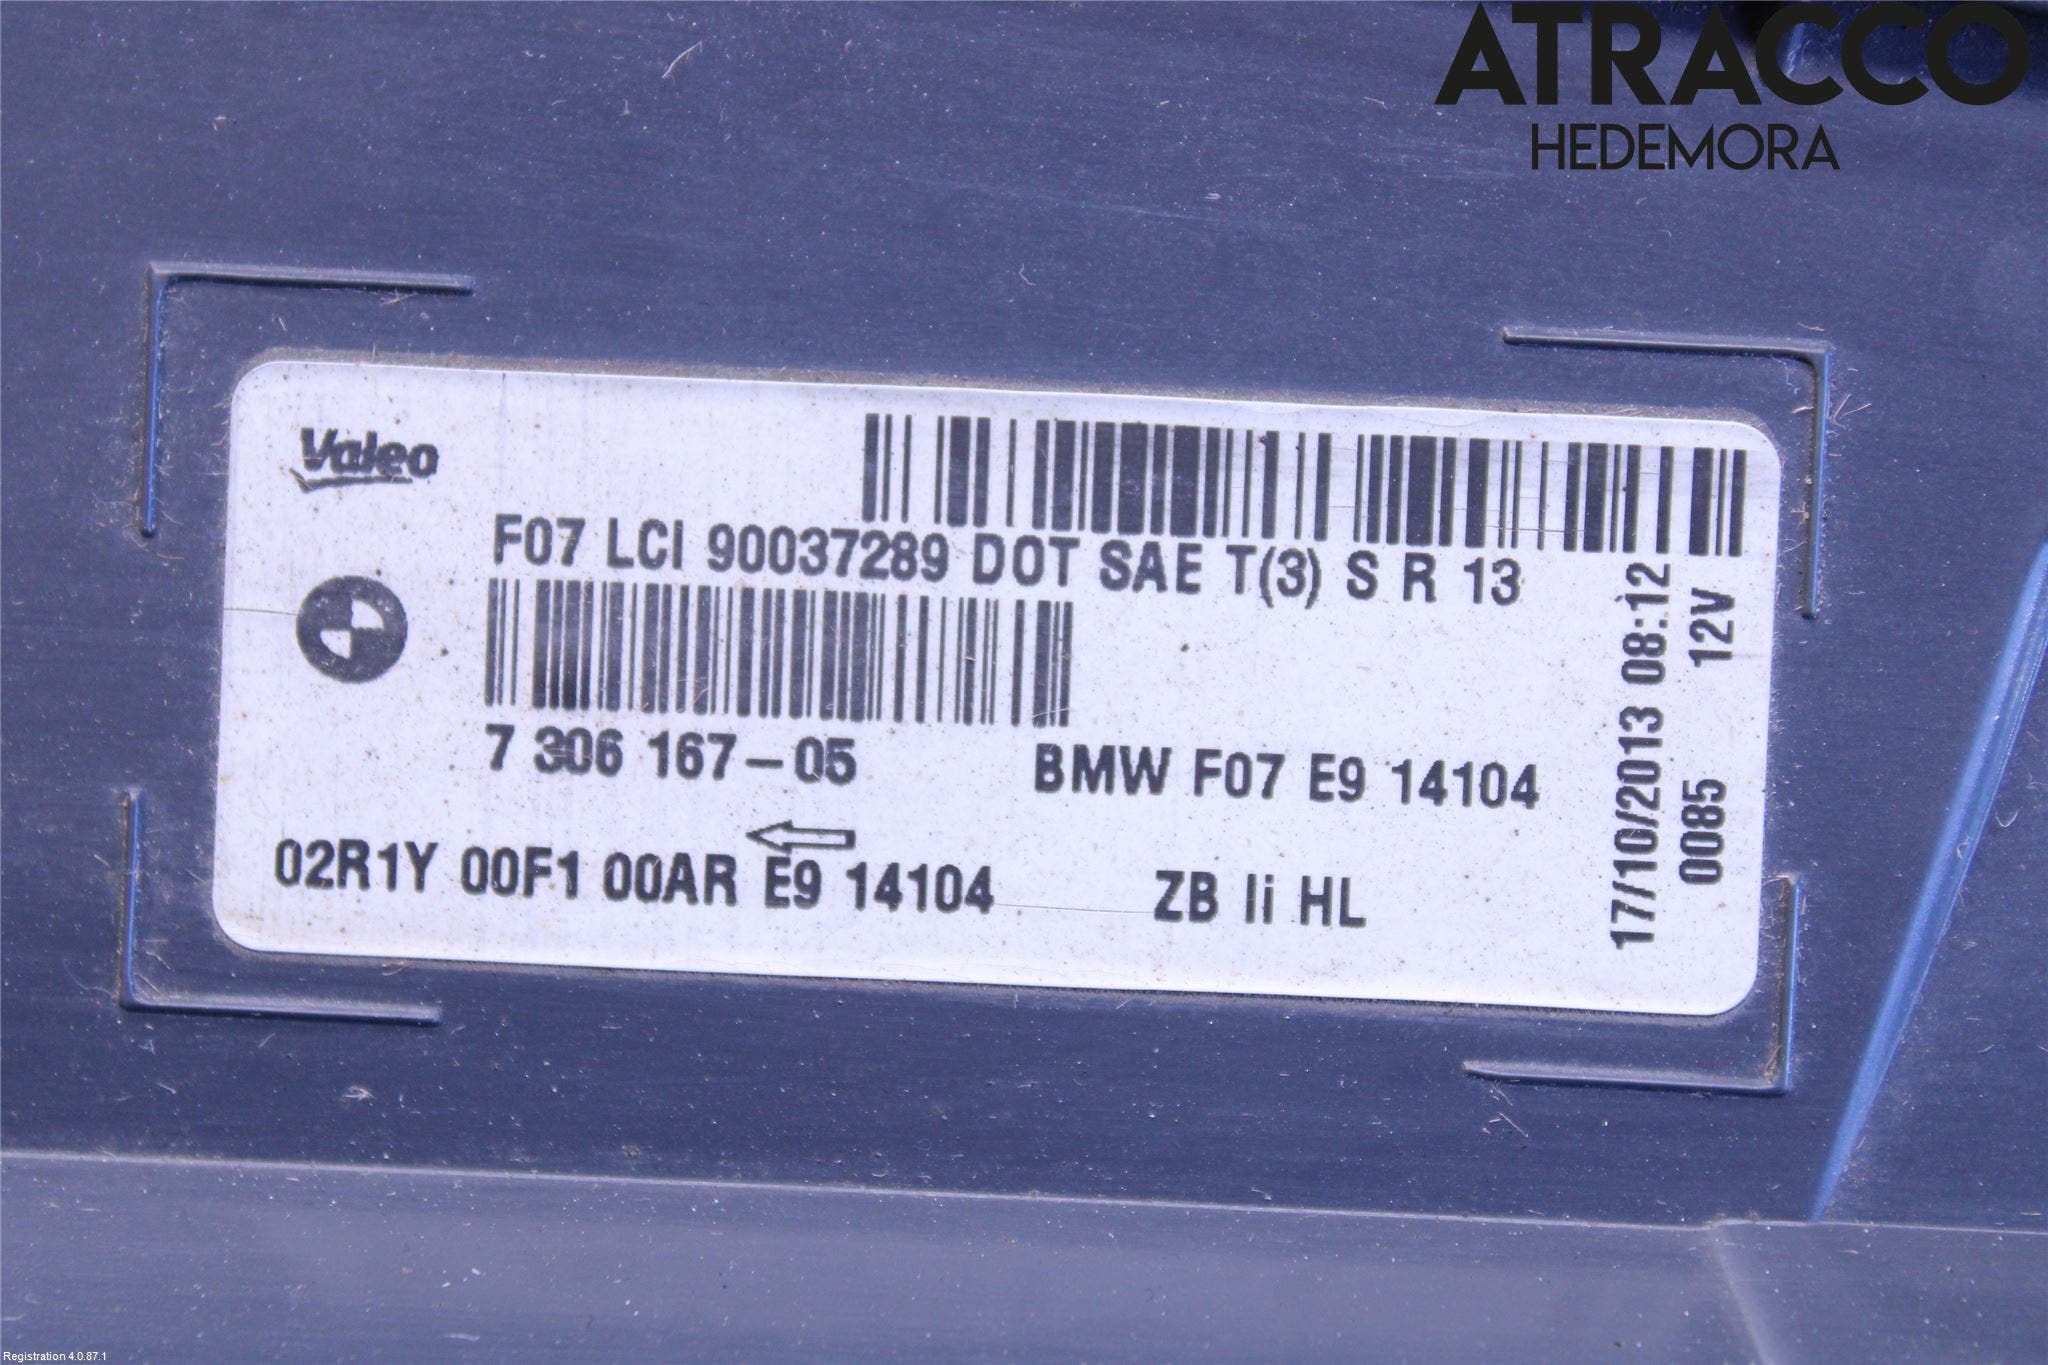 ATRACCO
HEDEMORA
Valeo
F07 LCI 90037289 DOT SAE T(3) S R 13
7 306 167-05
BMW F07 E9 14104
02R1Y 00F1 00AR E9 14104
ZB li HL
17/10/2013 08:12
0085 12V
Registration 4.0.87.1